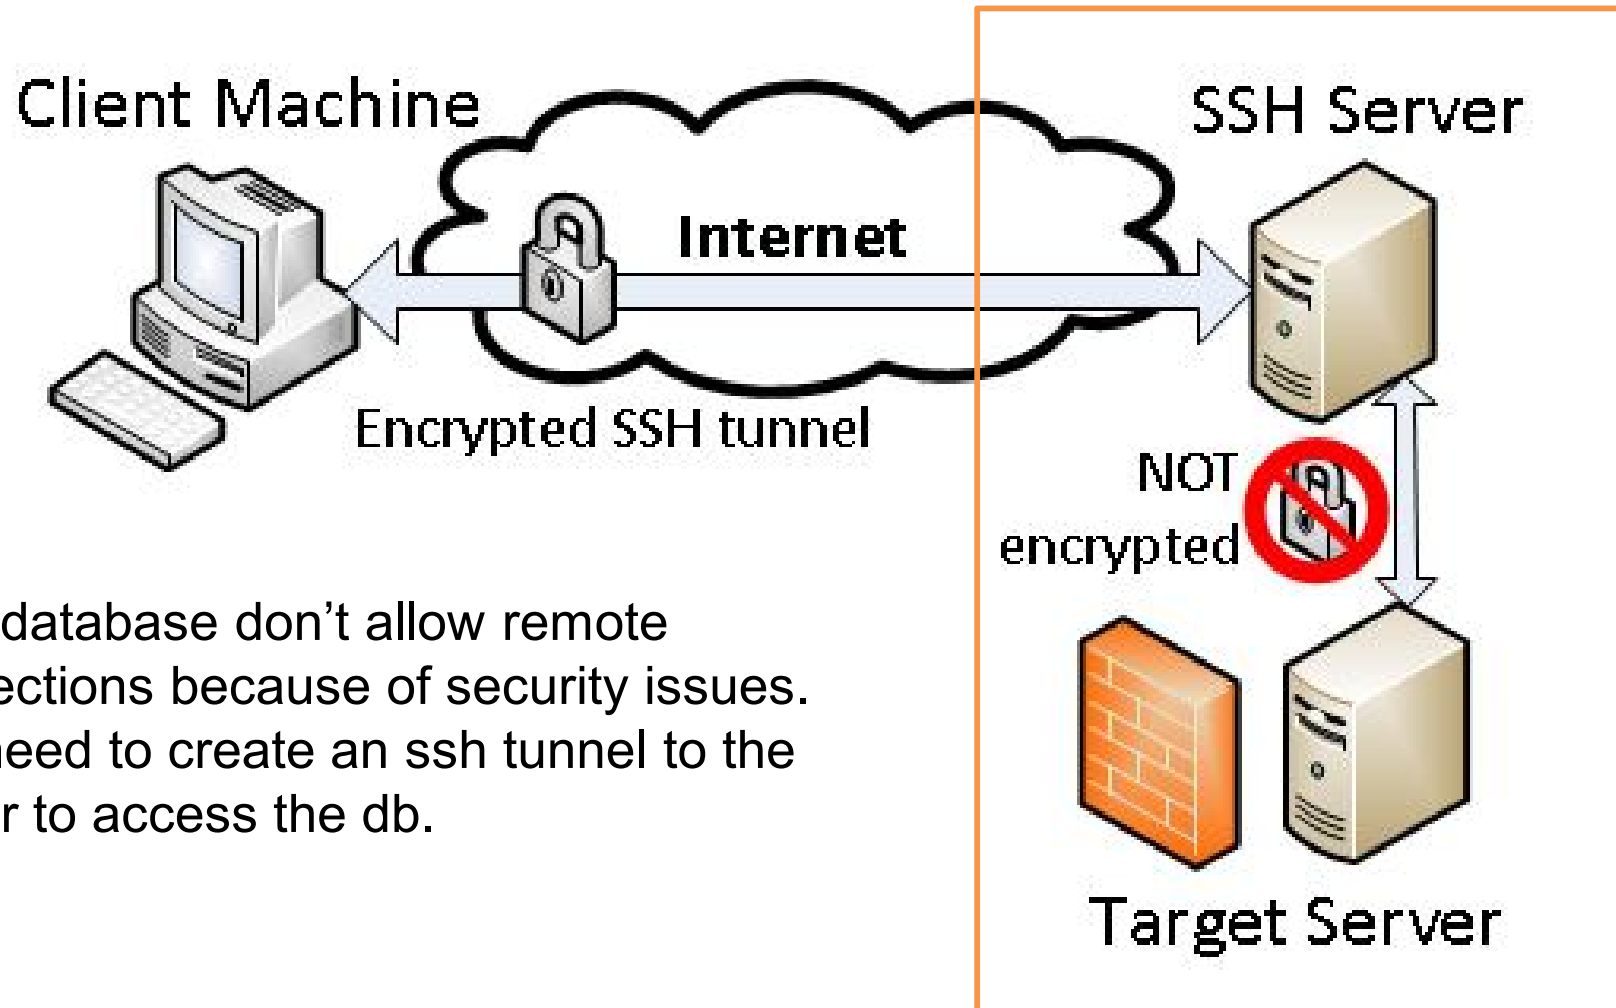 Client Machine
SSH Server
Internet
Encrypted SSH tunnel
NOT
encrypted
database don’t allow remote
ections because of security issues.
need to create an ssh tunnel to the
r to access the db.
Target Server